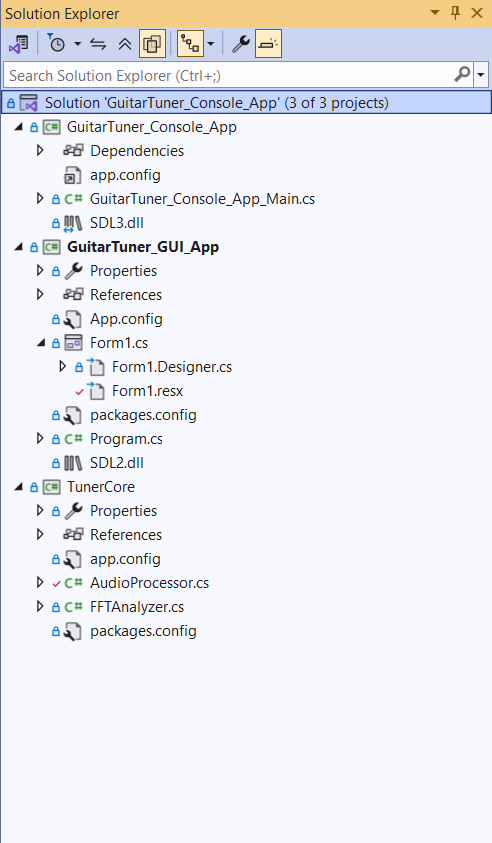 Solution Explorer
Search Solution Explorer (Ctrl+;)
Solution 'GuitarTuner_Console_App' (3 of 3 projects)
C# GuitarTuner_Console_App
Dependencies
app.config
C# GuitarTuner_Console_App_Main.cs
SDL3.dll
C# GuitarTuner_GUI_App
Properties
References
App.config
Form1.cs
Form1.Designer.cs
Form1.resx
packages.config
C# Program.cs
SDL2.dll
C# TunerCore
Properties
References
app.config
C# AudioProcessor.cs
C# FFTAnalyzer.cs
packages.config